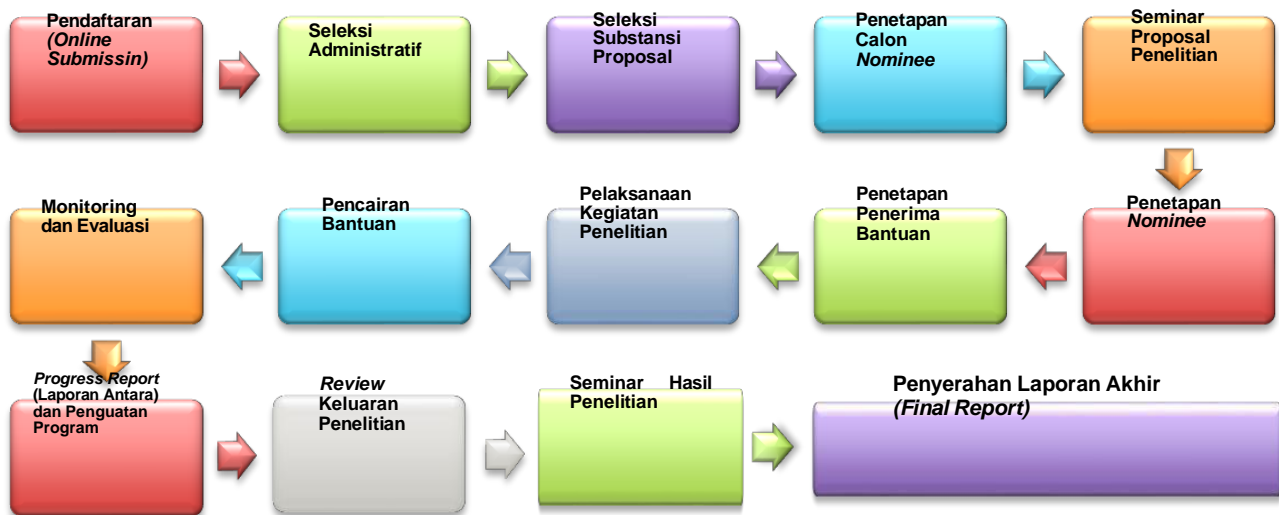 Pendaftaran
(Online
Submissin)
Seleksi
Administratif
Seleksi
Substansi
Proposal
Penetapan
Calon
Nominee
Seminar
Proposal
Penelitian
Penetapan
Nominee
Penetapan
Penerima
Bantuan
Pelaksanaan
Kegiatan
Penelitian
Pencairan
Bantuan
Monitoring
dan Evaluasi
Progress Report
(Laporan Antara)
dan Penguatan
Program
Review
Keluaran
Penelitian
Seminar Hasil
Penelitian
Penyerahan Laporan Akhir
(Final Report)